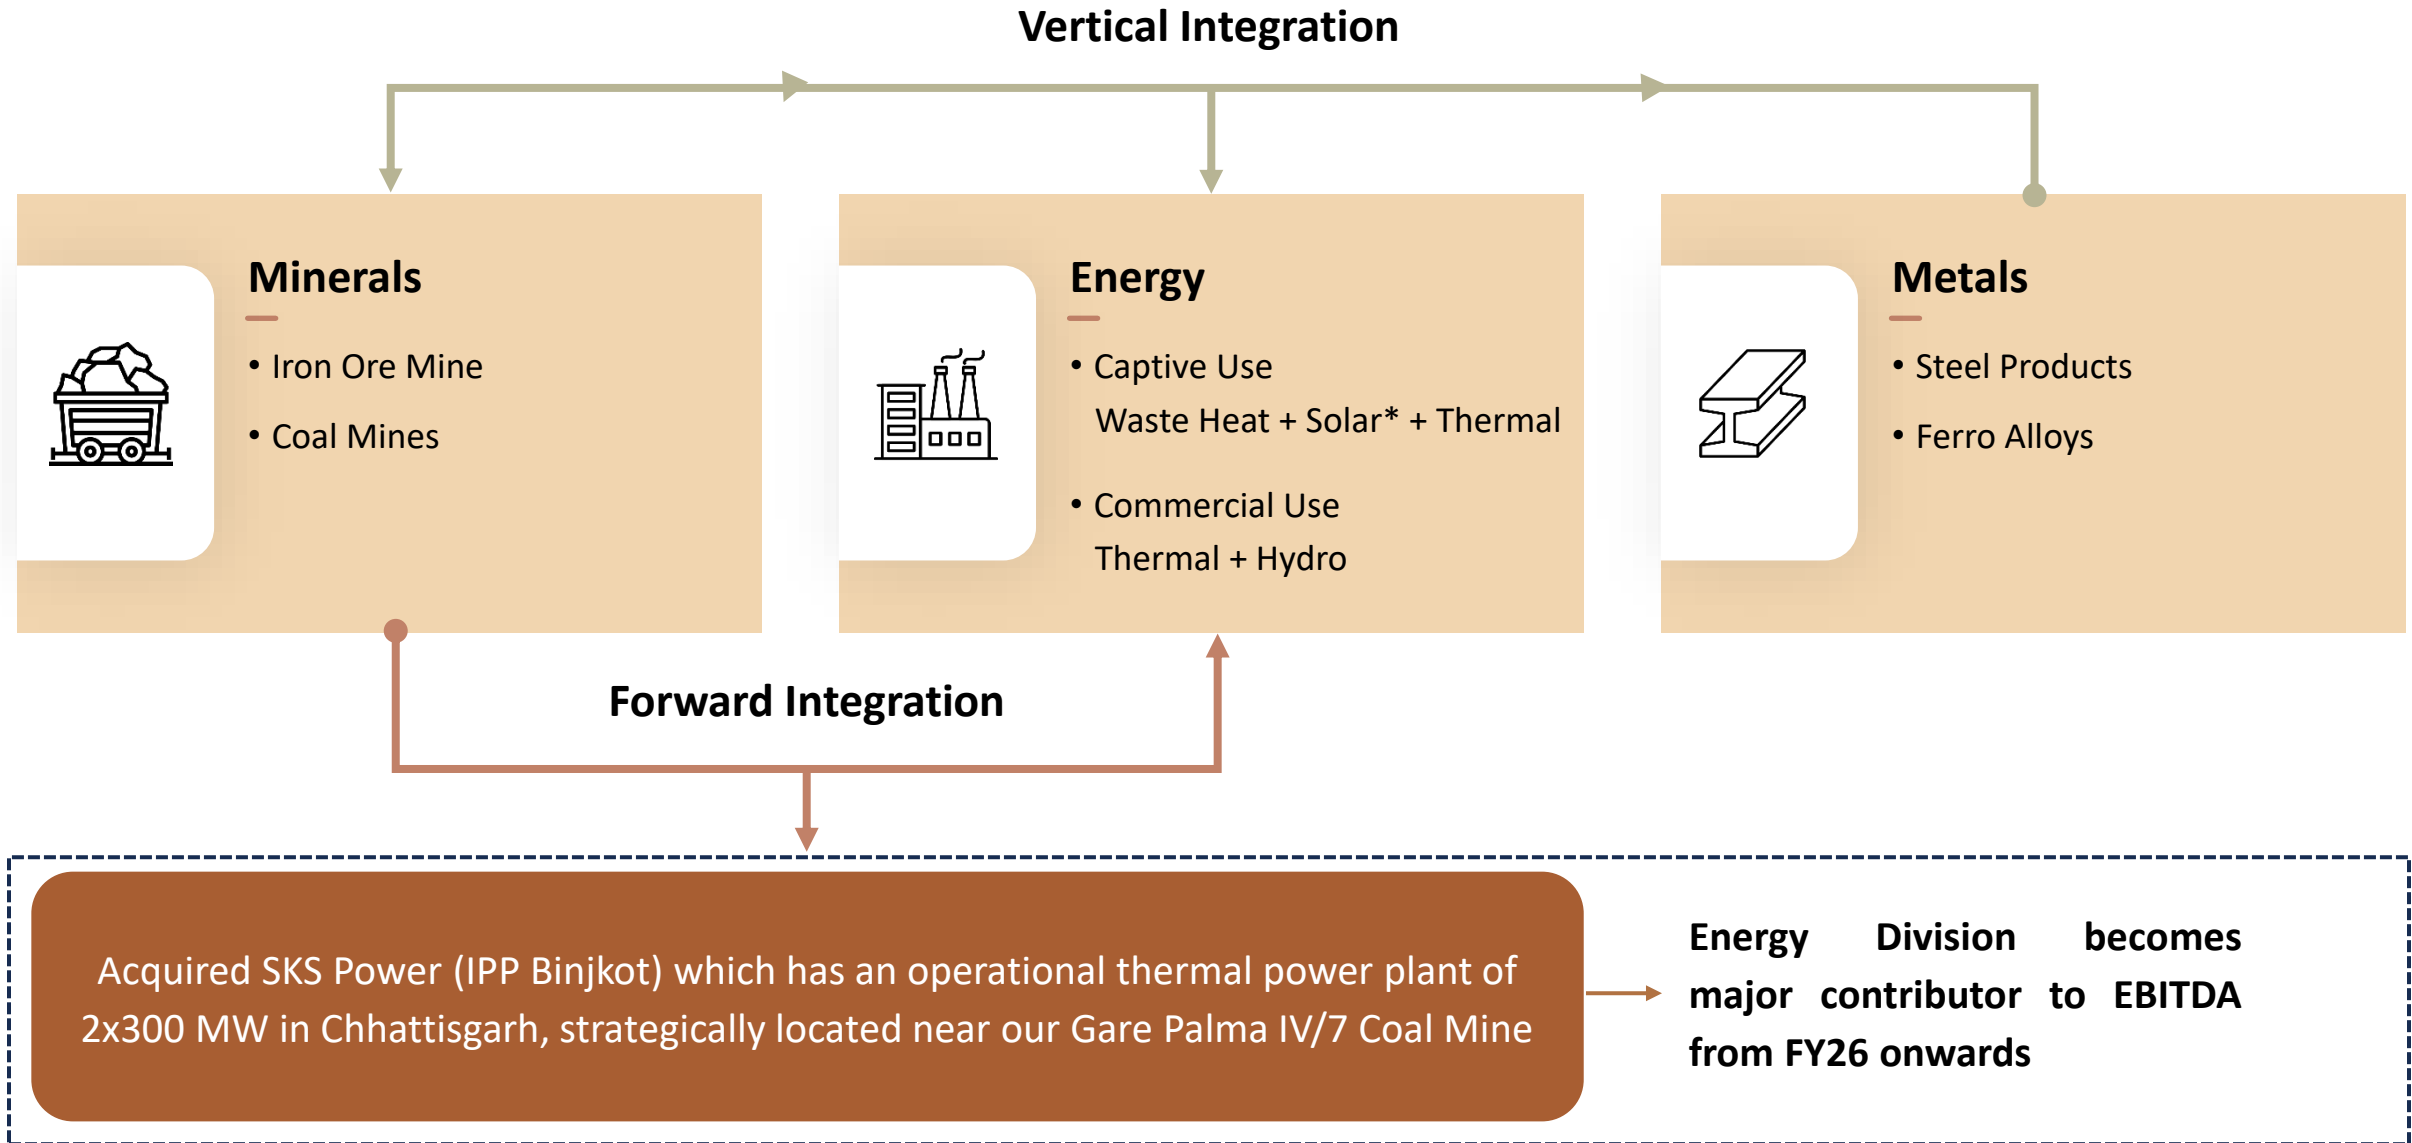 Vertical Integration
Minerals
• Iron Ore Mine
• Coal Mines
Energy
• Captive Use
Waste Heat + Solar* + Thermal
• Commercial Use
Thermal + Hydro
Metals
• Steel Products
• Ferro Alloys
Forward Integration
Acquired SKS Power (IPP Binjkot) which has an operational thermal power plant of
2x300 MW in Chhattisgarh, strategically located near our Gare Palma IV/7 Coal Mine
Energy Division becomes
major contributor to EBITDA
from FY26 onwards